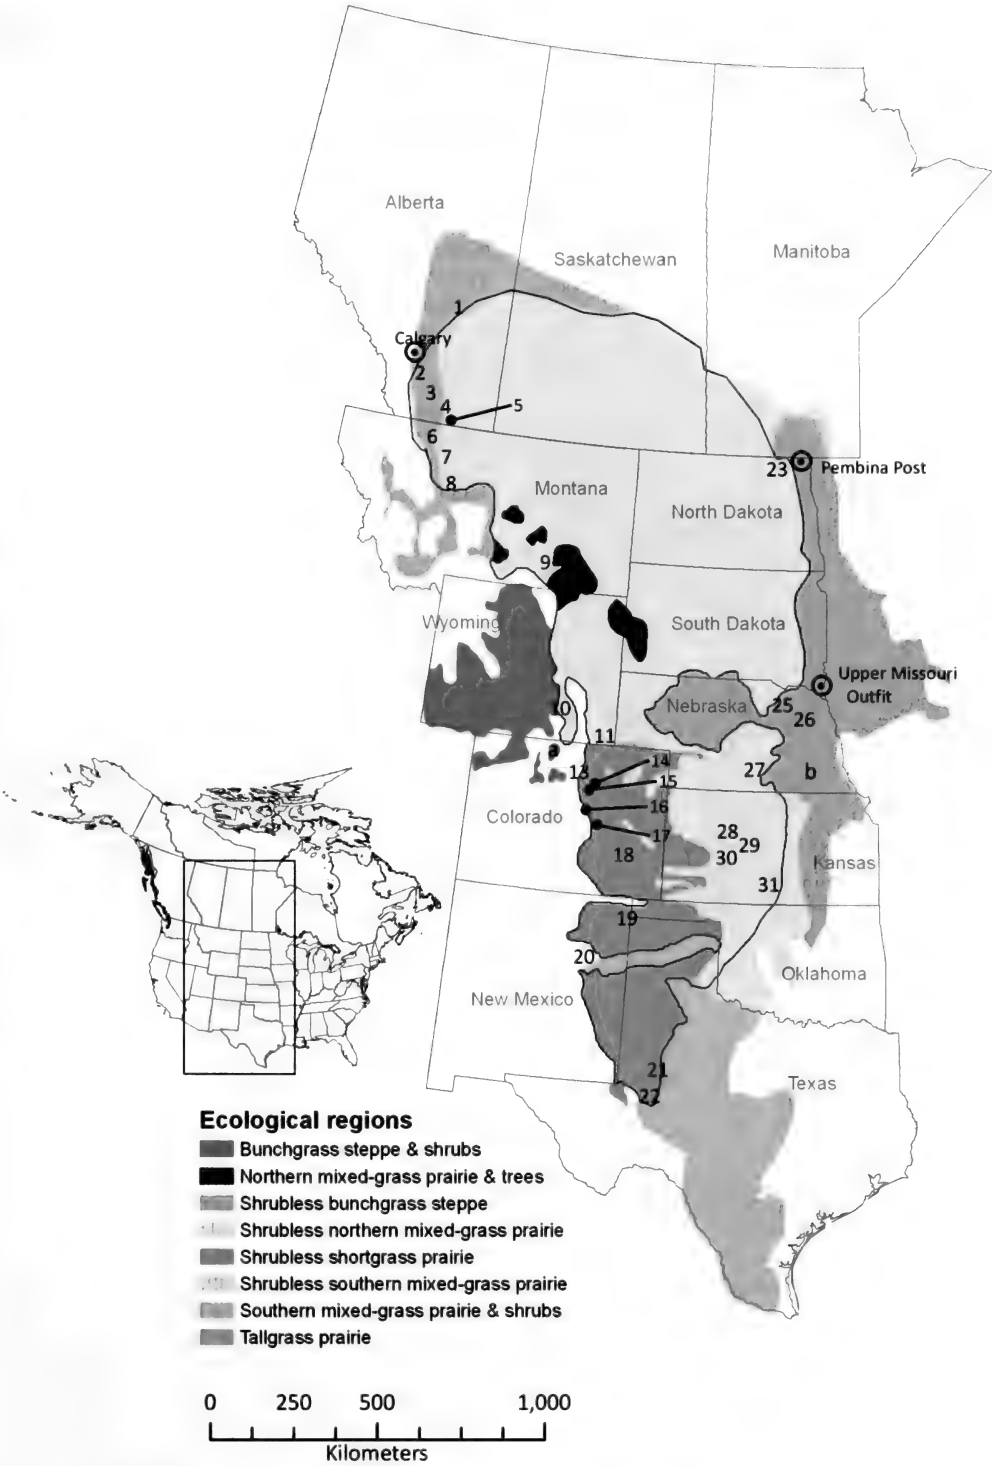 Alberta
Saskatchewan
Manitoba
1
Calgary
2
3
4
5
6
7
8
Montana
23
Pembina Post
North Dakota
9
Wyoming
South Dakota
Upper Missouri
Outfit
10
Nebraska
25
26
11
a
13
14
15
27
b
16
Colorado
17
28
29
30
18
Kansas
31
19
20
Oklahoma
New Mexico
21
22
Texas
Ecological regions
Bunchgrass steppe & shrubs
Northern mixed-grass prairie & trees
Shrubless bunchgrass steppe
Shrubless northern mixed-grass prairie
Shrubless shortgrass prairie
Shrubless southern mixed-grass prairie
Southern mixed-grass prairie & shrubs
Tallgrass prairie
0 250 500 1,000
Kilometers